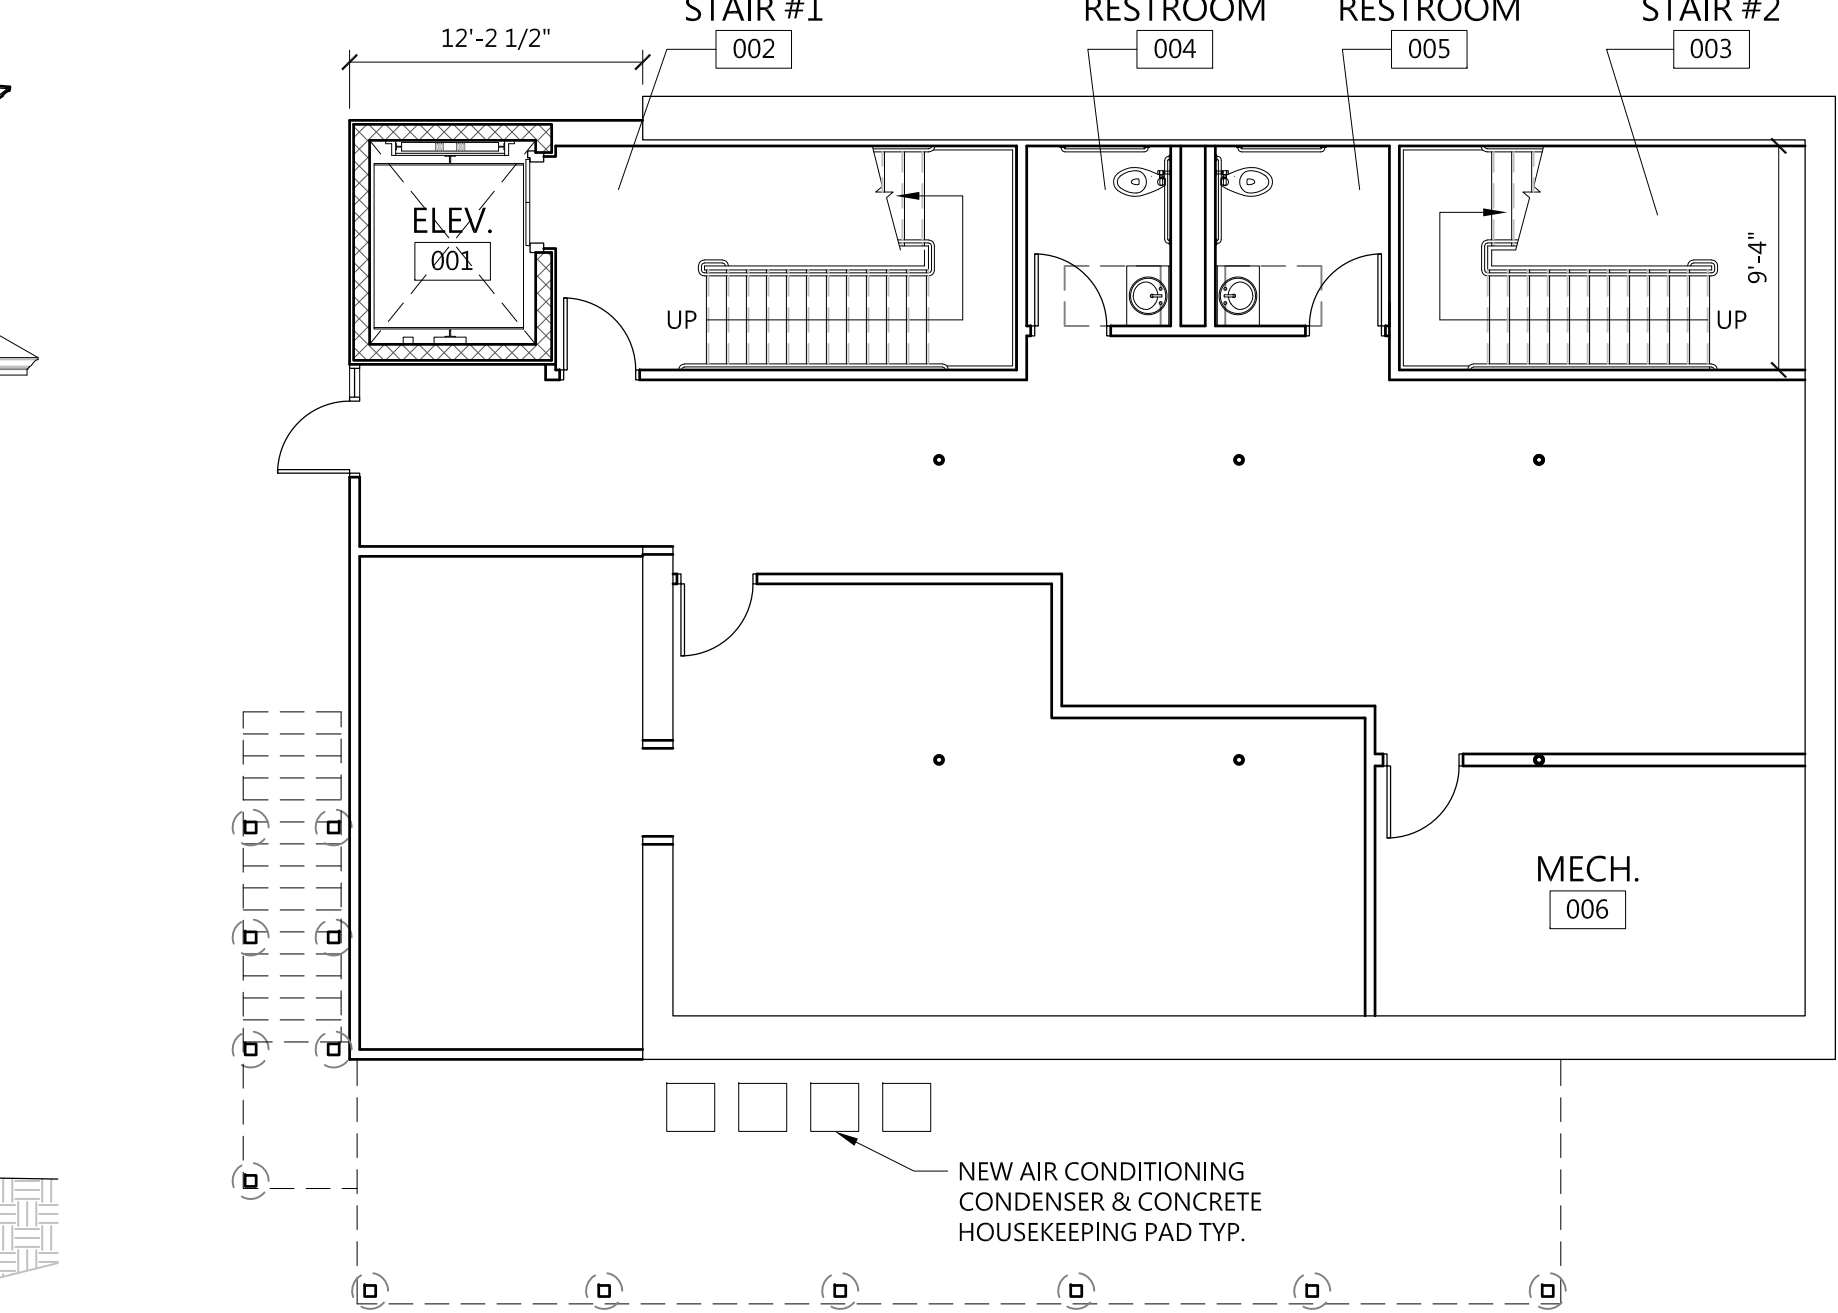 STAIR #1
002
RESTROOM
004
RESTROOM
005
STAIR #2
003
12'-2 1/2"
ELEV.
001
UP
9'-4"
UP
MECH.
006
NEW AIR CONDITIONING
CONDENSER & CONCRETE
HOUSEKEEPING PAD TYP.